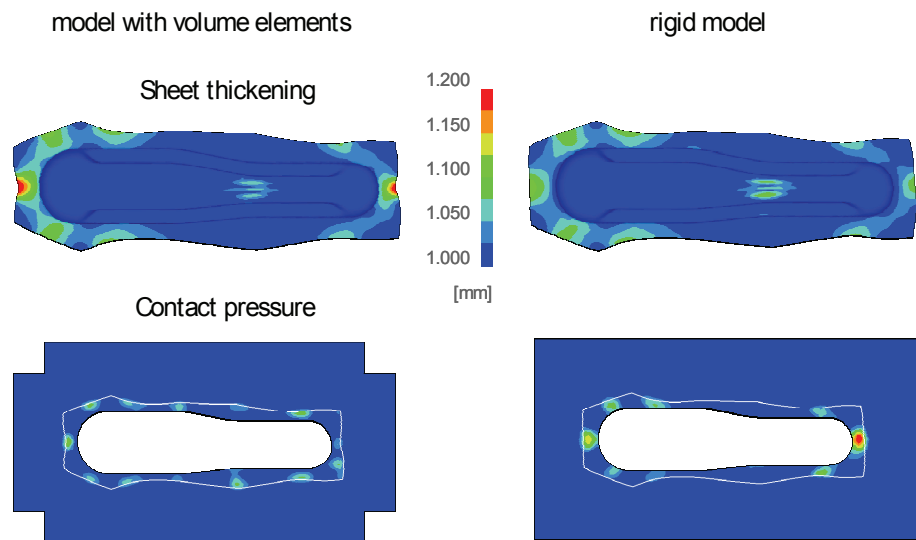 model with volume elements
rigid model
Sheet thickening
1.200
1.150
1.100
1.050
1.000
[mm]
Contact pressure